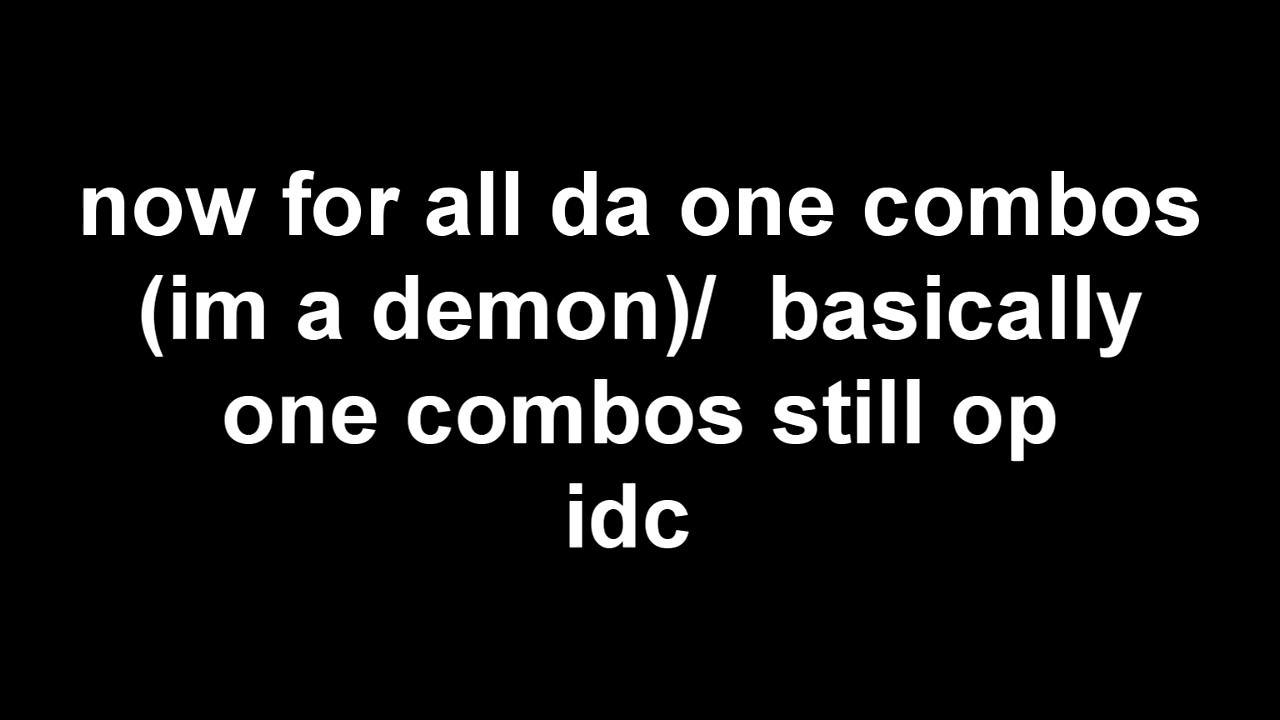 now for all da one combos
(im a demon)/  basically
one combos still op
idc